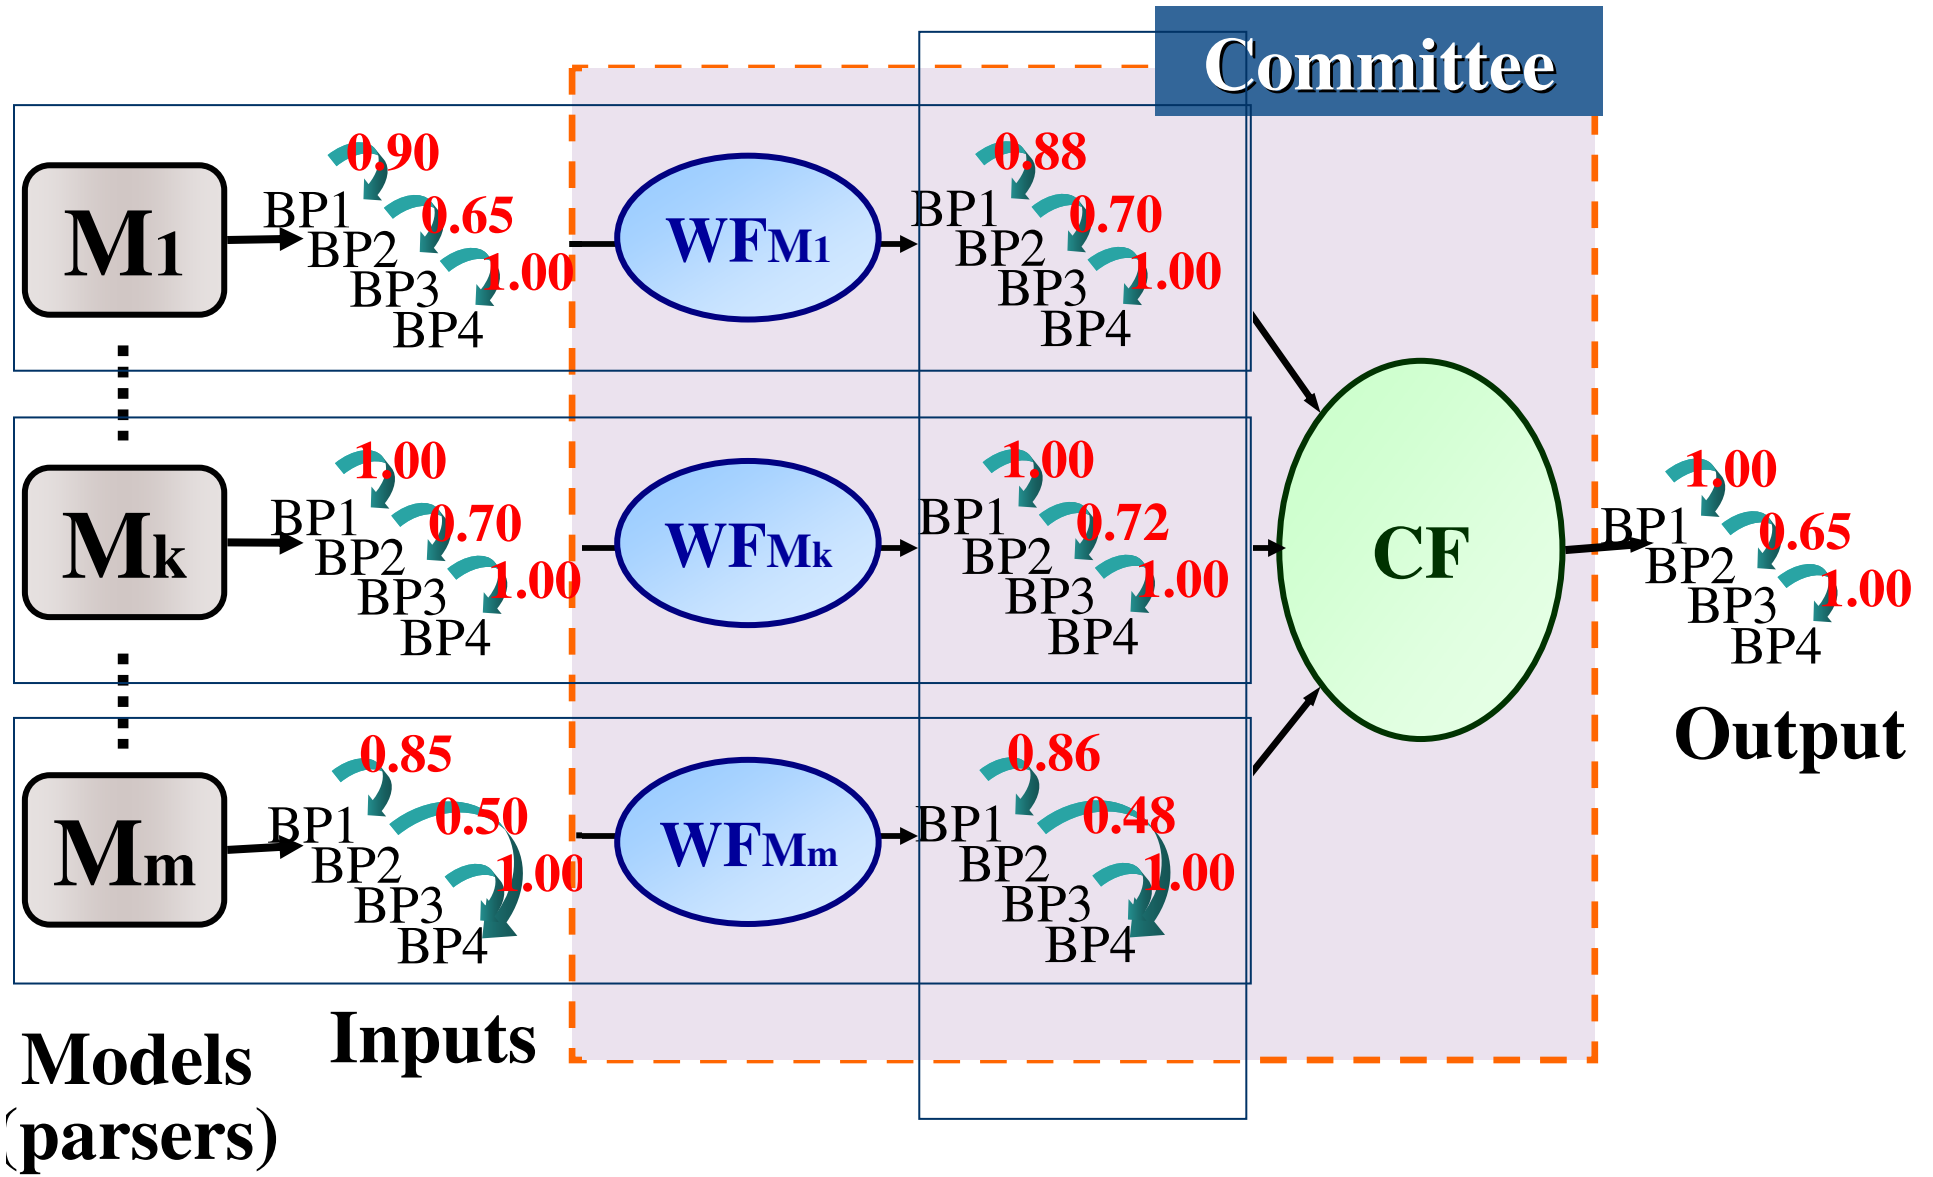 Committee
M1
0.90
BP1
0.65
BP2
1.00
BP3
BP4
WFM1
0.88
BP1
0.70
BP2
1.00
BP3
BP4
Mk
1.00
BP1
0.70
BP2
1.00
BP3
BP4
WFMk
1.00
BP1
0.72
BP2
1.00
BP3
BP4
CF
1.00
BP1
0.65
BP2
1.00
BP3
BP4
Output
Mm
0.85
BP1
0.50
BP2
1.00
BP3
BP4
WFMm
0.86
BP1
0.48
BP2
1.00
BP3
BP4
Inputs
Models
(parsers)